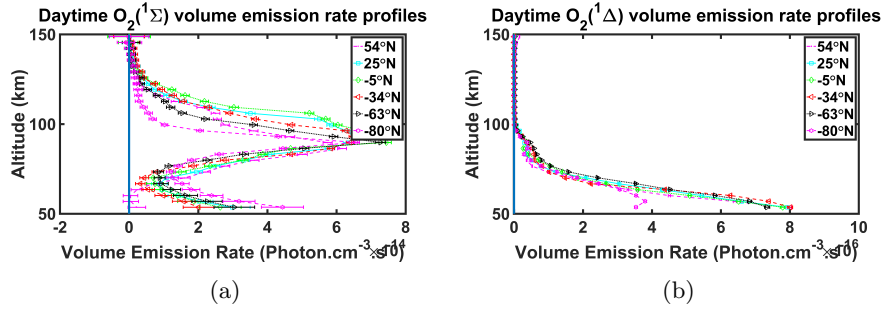 Daytime O₂(¹Σ) volume emission rate profiles
Altitude (km)
150
100
50
-2
0
2
4
6
8
54°N
25°N
-5°N
-34°N
-63°N
-80°N
Volume Emission Rate (Photon.cm⁻³.s⁻¹)
×10⁻¹⁴
(a)
Daytime O₂(¹Δ) volume emission rate profiles
Altitude (km)
150
100
50
0
2
4
6
8
10
54°N
25°N
-5°N
-34°N
-63°N
-80°N
Volume Emission Rate (Photon.cm⁻³
(b)